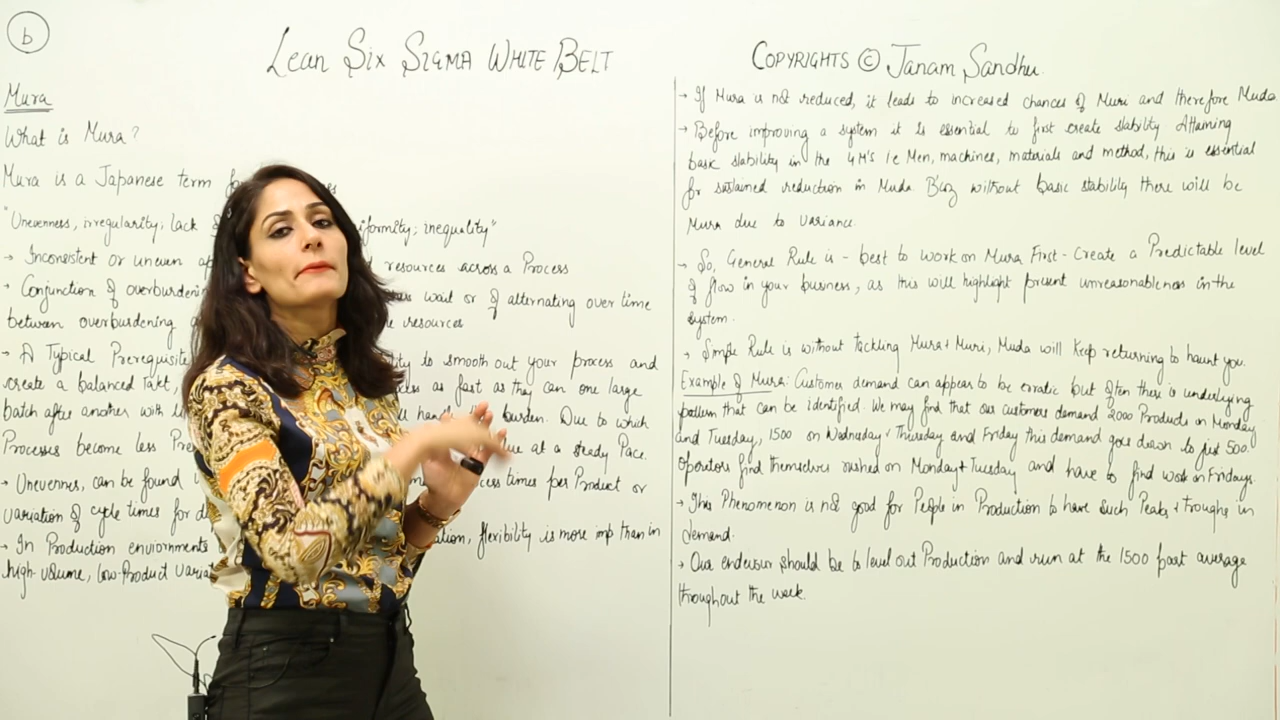 b
Lean Six Sigma White Belt
Copyrights © Janam Sandhu.
Mura
What is Mura?
Mura is a Japanese term
"Unevenness, irregularity; lack iformity; inequality"
→ Inconsistent or uneven resources across a Process
→ Conjunction of overburdenin wait or of alternating over time
between overburdening resources
→ A Typical Prerequisite lity to smooth out your process and
create a balanced Takt, as fast as they can one large
batch after another with handle burden. Due to which
Processes become less Pre at a steady Pace.
→ Unevennes, can be found cess times per Product or
variation of cycle times for
→ In Production enviornments ation, flexibility is more imp than in
high-volume, low-Product varia
→ If Mura is not reduced, it leads to increased chances of Muri and therefore Muda
→ Before improving a system it is essential to first create stability Attaining
basic stability in the 4 M's i.e Men, machines, materials and method, this is essential
for sustained reduction in Muda B'coz without basic stability there will be
Mura due to variance.
→ So, General Rule is - best to work on Mura First - Create a Predictable level
of flow in your business, as this will highlight present unreasonableness in the
system.
→ Simple Rule is without tackling Mura & Muri, Muda will Keep returning to haunt you.
Example of Mura: Customer demand can appear to be erratic but often there is underlying
pattern that can be identified. We may find that our customers demand 2000 Products on Monday
and Tuesday, 1500 on Wednesday & Thursday and Friday this demand goes down to just 500.
Operators find themselves rushed on Monday & Tuesday and have to find work on Fridays.
→ This Phenomenon is not good for People in Production to have such Peaks & Troughs in
demand.
→ Our endeavor should be to level out Production and run at the 1500 part average
throughout the week.